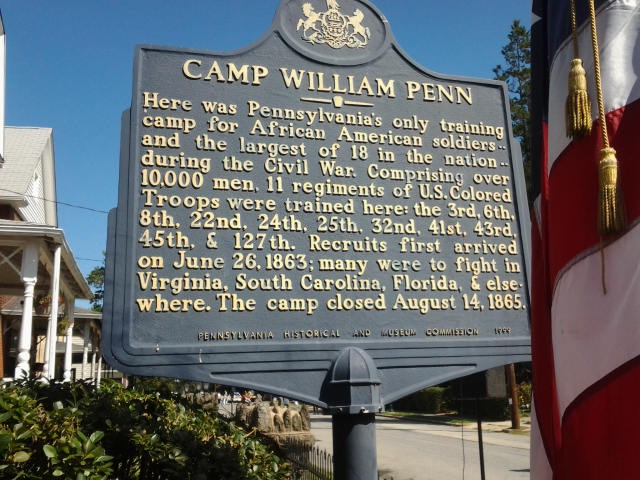 CAMP WILLIAM PENN
Here was Pennsylvania's only training
camp for African American soldiers--
and the largest of 18 in the nation--
during the Civil War. Comprising over
10,000 men, 11 regiments of U.S. Colored
Troops were trained here: the 3rd, 6th,
8th, 22nd, 24th, 25th, 32nd, 41st, 43rd,
45th, & 127th. Recruits first arrived
on June 26, 1863; many were to fight in
Virginia, South Carolina, Florida, & else-
where. The camp closed August 14, 1865.
PENNSYLVANIA HISTORICAL AND MUSEUM COMMISSION 1999